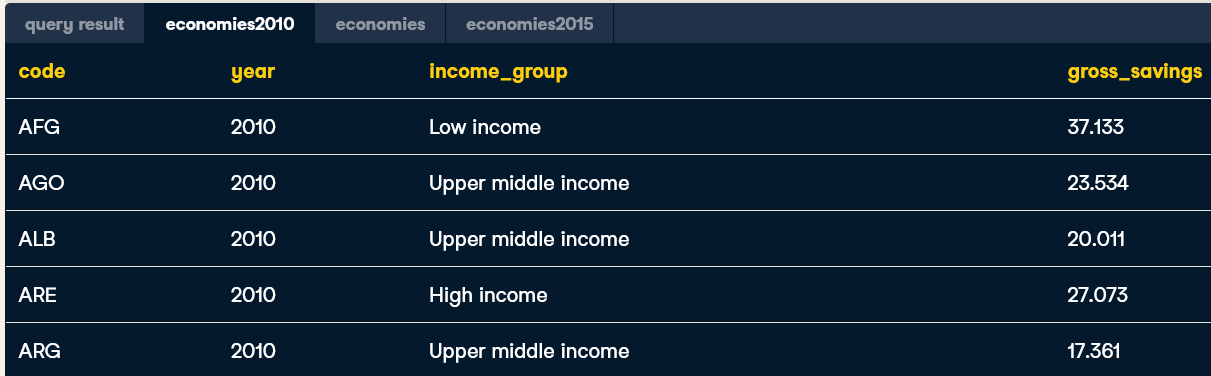 query result economies2010 economies economies2015
code year income_group gross_savings
AFG 2010 Low income 37.133
AGO 2010 Upper middle income 23.534
ALB 2010 Upper middle income 20.011
ARE 2010 High income 27.073
ARG 2010 Upper middle income 17.361